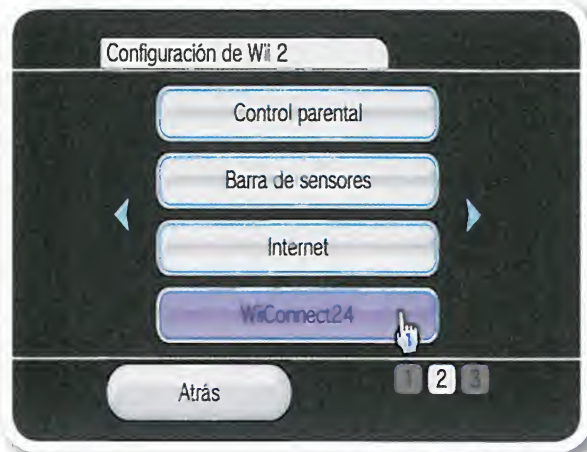 Configuración de Wii 2
Control parental
Barra de sensores
Internet
WiiConnect24
1
Atrás
1 2 3